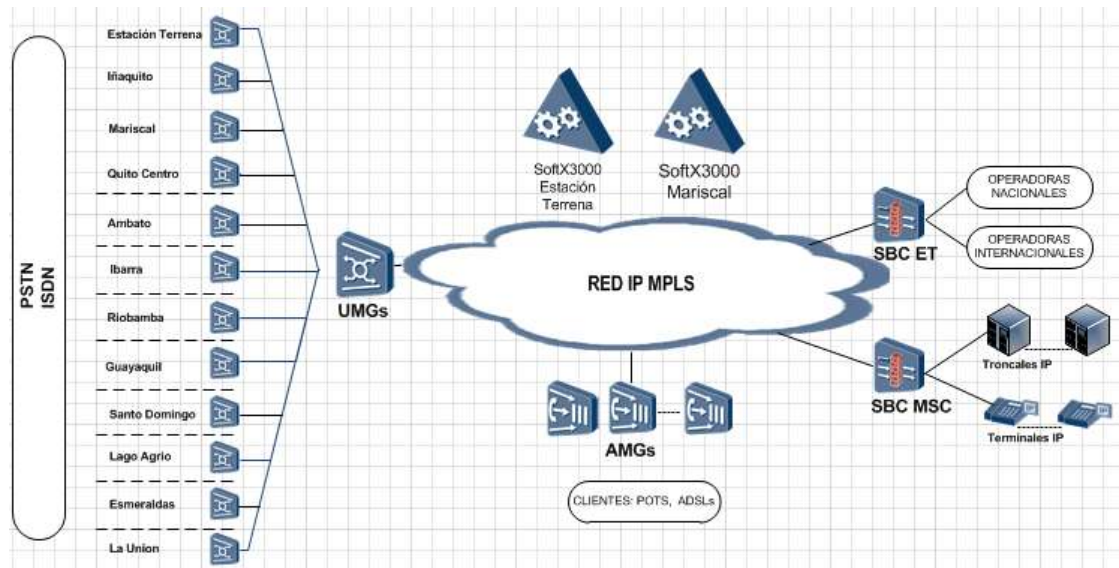 PSTN
ISDN
Estación Terrena
Iñaquito
Mariscal
Quito Centro
Ambato
Ibarra
Riobamba
Guayaquil
Santo Domingo
Lago Agrio
Esmeraldas
La Union
UMGs
SoftX3000
Estación
Terrena
SoftX3000
Mariscal
RED IP MPLS
AMGs
CLIENTES: POTS, ADSLs
SBC ET
OPERADORAS
NACIONALES
OPERADORAS
INTERNACIONALES
SBC MSC
Troncales IP
Terminales IP